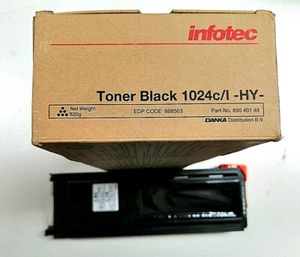 infotec
Toner Black 1024c/l -HY-
Net Weight: 620g
EDP CODE 888503
Part-No. 890 401 48
DANKA Distribution B.V.